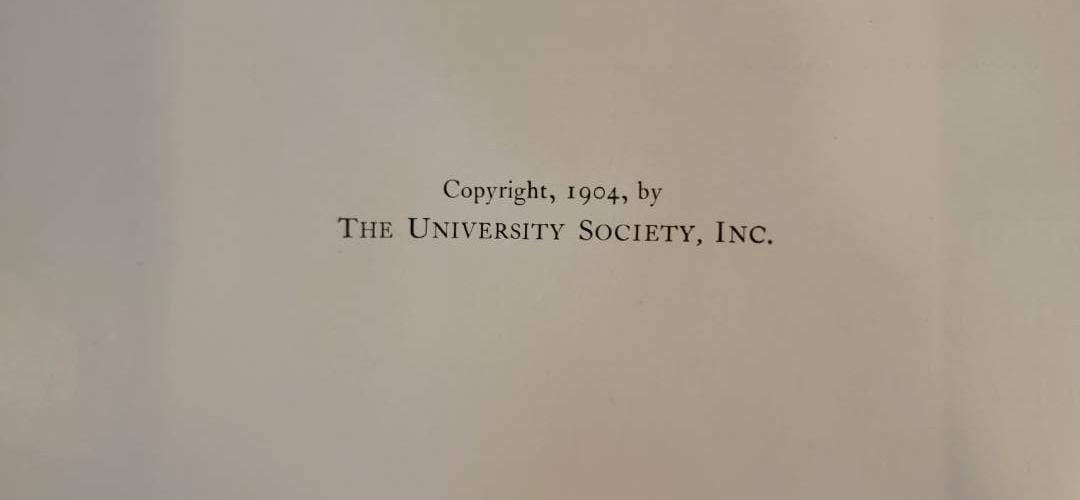 Copyright, 1904, by
THE UNIVERSITY SOCIETY, INC.